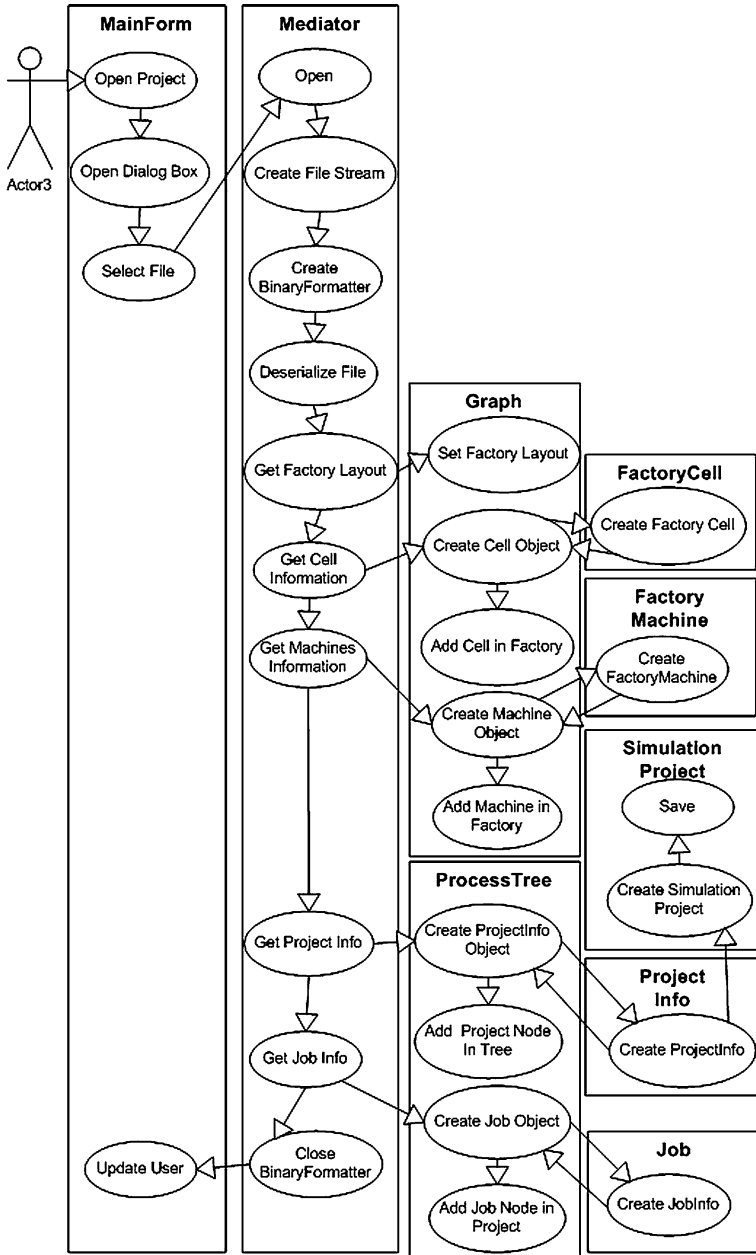 MainForm
Open Project
Actor3
Open Dialog Box
Select File
Update User
Mediator
Open
Create File Stream
Create
BinaryFormatter
Deserialize File
Get Factory Layout
Get Cell
Information
Get Machines
Information
Get Project Info
Get Job Info
Close
BinaryFormatter
Graph
Set Factory Layout
Create Cell Object
Add Cell in Factory
Create Machine
Object
Add Machine in
Factory
ProcessTree
Create ProjectInfo
Object
Add Project Node
In Tree
Create Job Object
Add Job Node in
Project
FactoryCell
Create Factory Cell
Factory
Machine
Create
FactoryMachine
Simulation
Project
Save
Create Simulation
Project
Project
Info
Create ProjectInfo
Job
Create JobInfo